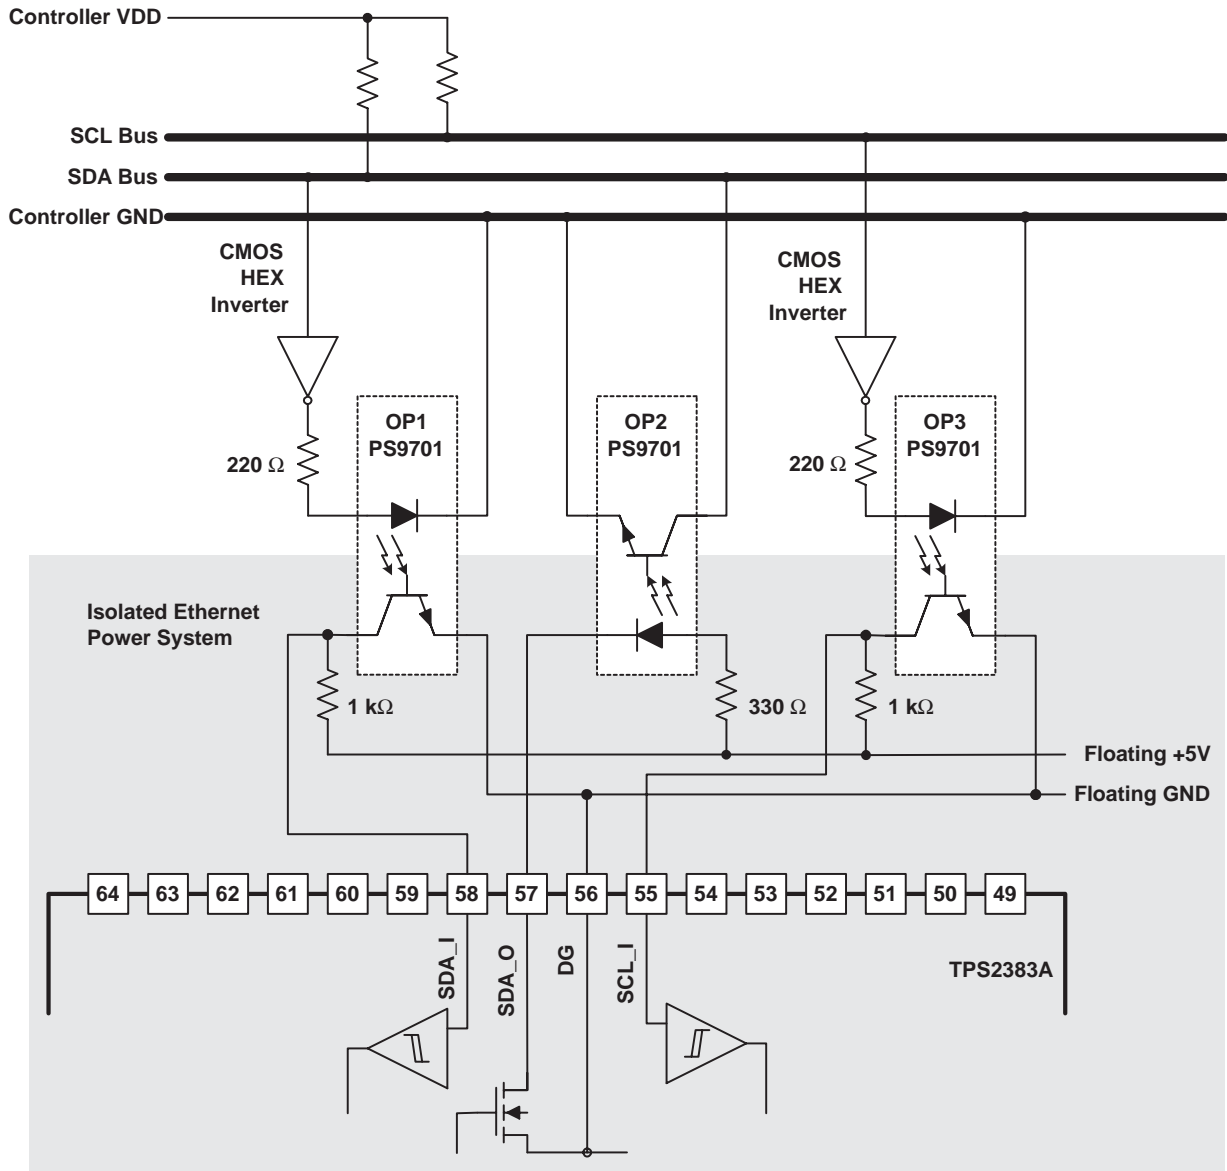 Controller VDD
SCL Bus
SDA Bus
Controller GND
CMOS
HEX
Inverter
CMOS
HEX
Inverter
OP1
PS9701
OP2
PS9701
OP3
PS9701
220 Ω
220 Ω
Isolated Ethernet
Power System
1 kΩ
330 Ω
1 kΩ
Floating +5V
Floating GND
64 63 62 61 60 59 58 57 56 55 54 53 52 51 50 49
SDA_I
SDA_O
DG
SCL_I
TPS2383A